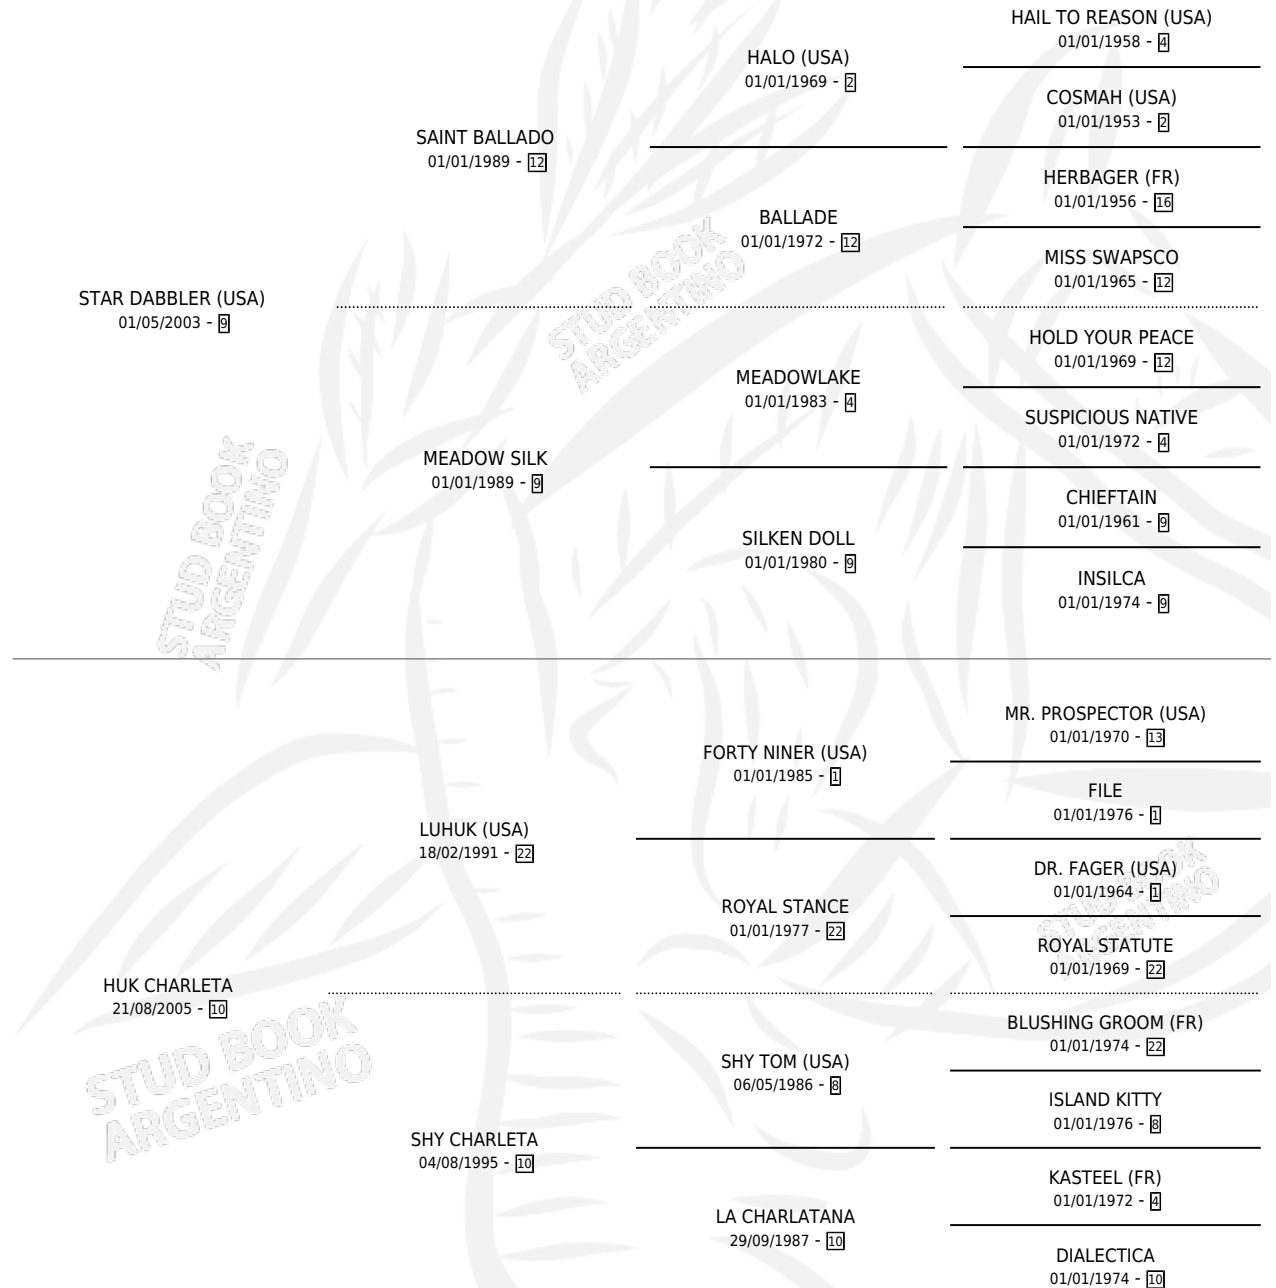 HAIL TO REASON (USA)
01/01/1958 - 4
HALO (USA)
01/01/1969 - 2
COSMAH (USA)
01/01/1953 - 2
SAINT BALLADO
01/01/1989 - 12
HERBAGER (FR)
01/01/1956 - 16
BALLADE
01/01/1972 - 12
MISS SWAPSCO
01/01/1965 - 12
STAR DABBLER (USA)
01/05/2003 - 9
STUD BOOK
ARGENTINO
HOLD YOUR PEACE
01/01/1969 - 12
MEADOWLAKE
01/01/1983 - 4
SUSPICIOUS NATIVE
01/01/1972 - 4
MEADOW SILK
01/01/1989 - 9
CHIEFTAIN
01/01/1961 - 9
SILKEN DOLL
01/01/1980 - 9
INSILCA
01/01/1974 - 9
STUD BOOK
ARGENTINO
MR. PROSPECTOR (USA)
01/01/1970 - 13
FORTY NINER (USA)
01/01/1985 - 1
FILE
01/01/1976 - 1
LUHUK (USA)
18/02/1991 - 22
DR. FAGER (USA)
01/01/1964 - 1
STUD BOOK
ARGENTINO
ROYAL STANCE
01/01/1977 - 22
ROYAL STATUTE
01/01/1969 - 22
HUK CHARLETA
21/08/2005 - 10
STUD BOOK
ARGENTINO
BLUSHING GROOM (FR)
01/01/1974 - 22
SHY TOM (USA)
06/05/1986 - 8
ISLAND KITTY
01/01/1976 - 8
SHY CHARLETA
04/08/1995 - 10
KASTEEL (FR)
01/01/1972 - 4
LA CHARLATANA
29/09/1987 - 10
DIALECTICA
01/01/1974 - 10